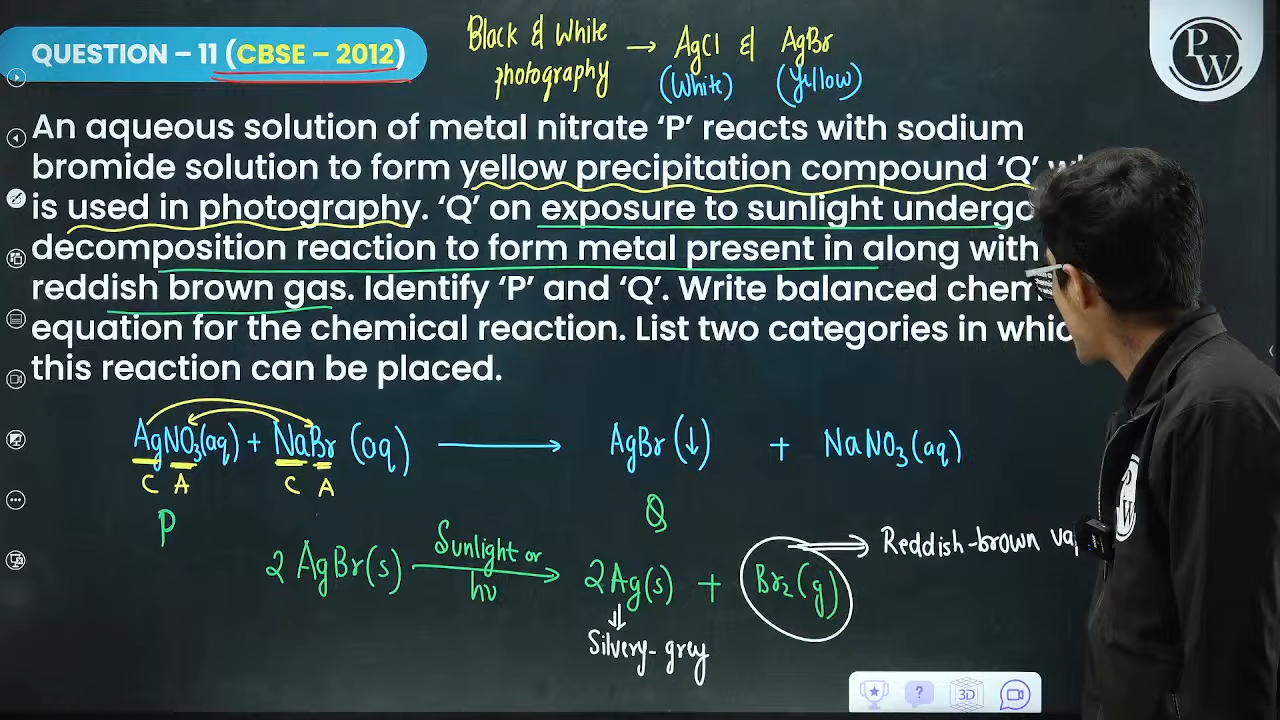 QUESTION – 11 (CBSE – 2012)
Black & White photography → AgCl & AgBr
(White) (Yellow)
PW
An aqueous solution of metal nitrate ‘P’ reacts with sodium
bromide solution to form yellow precipitation compound ‘Q’
is used in photography. ‘Q’ on exposure to sunlight
decomposition reaction to form metal present in along with
reddish brown gas. Identify ‘P’ and ‘Q’. Write balanced
equation for the chemical reaction. List two categories in
this reaction can be placed.
AgNO₃(aq) + NaBr (aq) ⟶ AgBr(↓) + NaNO₃(aq)
C A C A
P Q
2 AgBr(s) Sunlight or hν ⟶ 2Ag(s) + Br₂(g) ⇒ Reddish-brown
⇓
Silvery-grey
? 3D